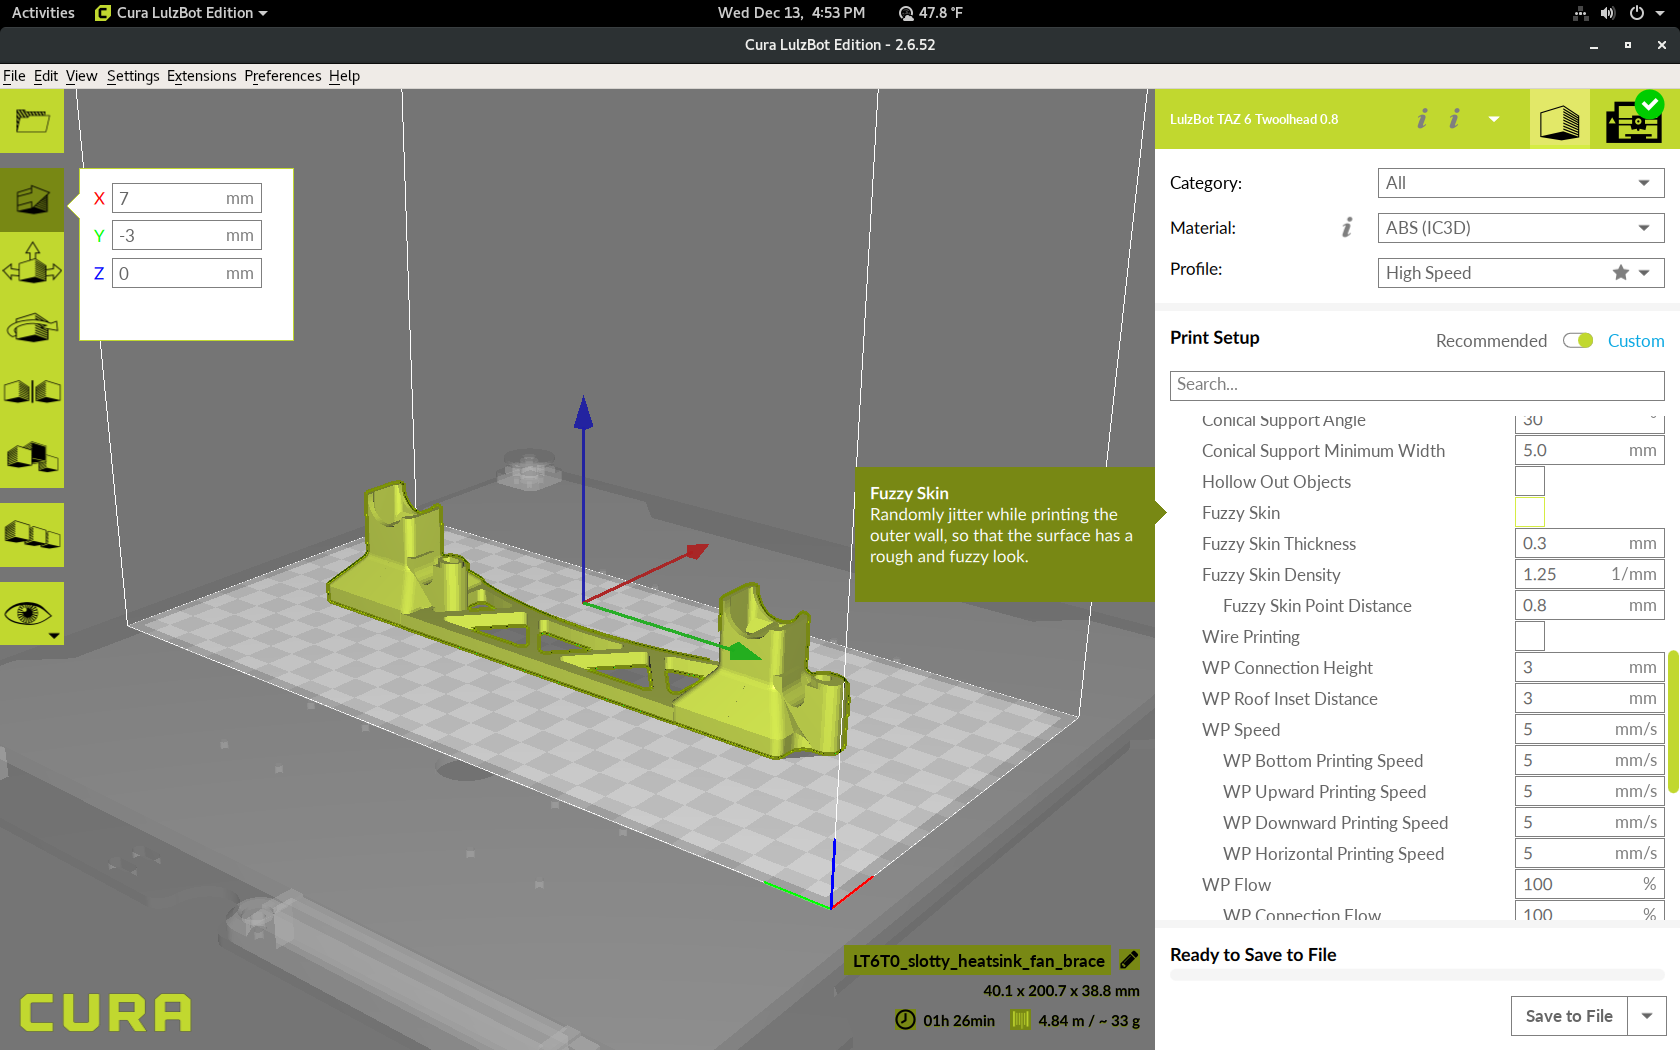 Activities
Cura LulzBot Edition
Wed Dec 13, 4:53 PM
47.8 °F
Cura LulzBot Edition - 2.6.52
File Edit View Settings Extensions Preferences Help
X 7 mm
Y -3 mm
Z 0 mm
LulzBot TAZ 6 Twoolhead 0.8
i i
Category: All
Material: i ABS (IC3D)
Profile: High Speed
Print Setup Recommended Custom
Search...
Conical Support Angle 30 °
Conical Support Minimum Width 5.0 mm
Hollow Out Objects
Fuzzy Skin
Fuzzy Skin Thickness 0.3 mm
Fuzzy Skin Density 1.25 1/mm
Fuzzy Skin Point Distance 0.8 mm
Wire Printing
WP Connection Height 3 mm
WP Roof Inset Distance 3 mm
WP Speed 5 mm/s
WP Bottom Printing Speed 5 mm/s
WP Upward Printing Speed 5 mm/s
WP Downward Printing Speed 5 mm/s
WP Horizontal Printing Speed 5 mm/s
WP Flow 100 %
WP Connection Flow 100 %
Fuzzy Skin
Randomly jitter while printing the
outer wall, so that the surface has a
rough and fuzzy look.
LT6T0_slotty_heatsink_fan_brace
40.1 x 200.7 x 38.8 mm
01h 26min 4.84 m / ~ 33 g
CURA
Ready to Save to File
Save to File